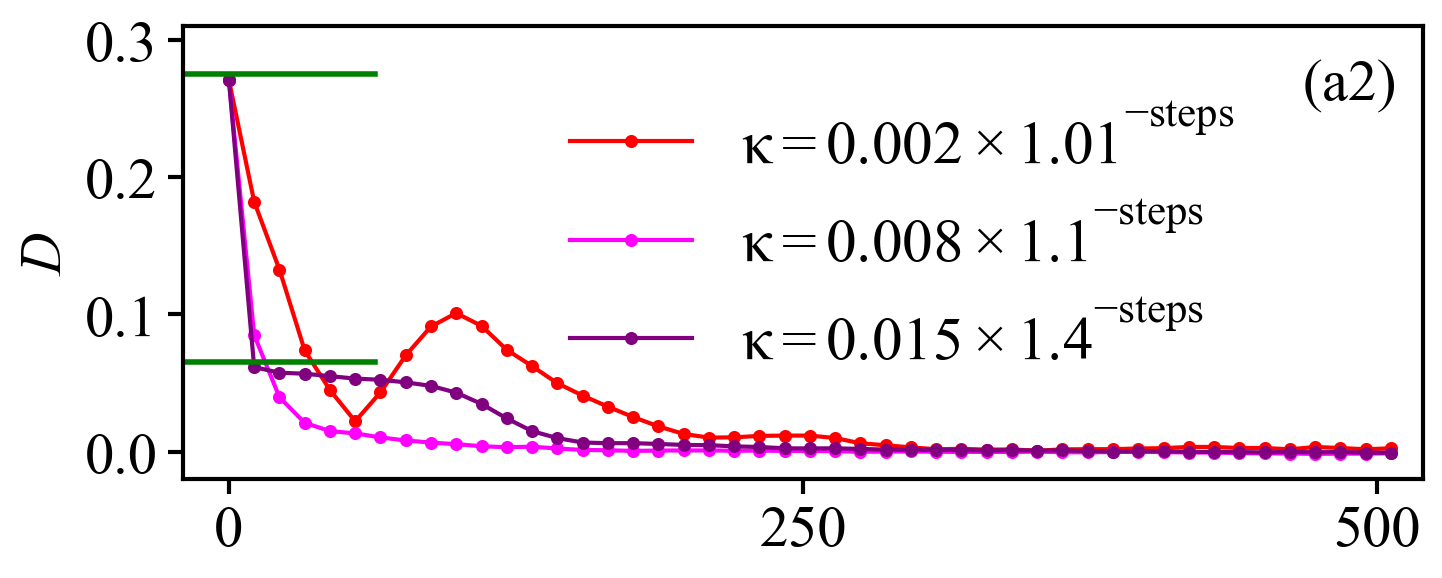 0.3
(a2)
κ = 0.002 × 1.01^{−steps}
0.2
κ = 0.008 × 1.1^{−steps}
D
0.1
κ = 0.015 × 1.4^{−steps}
0.0
0 250 500